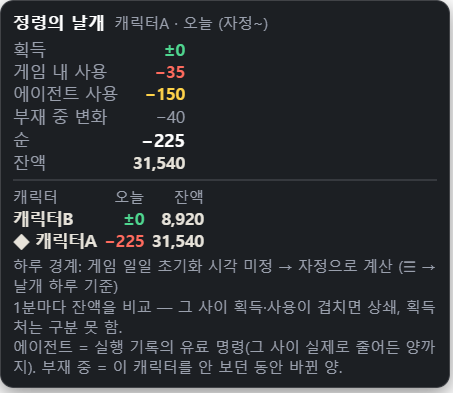 정령의 날개 캐릭터A · 오늘 (자정~)
획득 ±0
게임 내 사용 −35
에이전트 사용 −150
부재 중 변화 −40
순 −225
잔액 31,540
캐릭터 오늘 잔액
캐릭터B ±0 8,920
◆ 캐릭터A −225 31,540
하루 경계: 게임 일일 초기화 시각 미정 → 자정으로 계산 (☰ →
날개 하루 기준)
1분마다 잔액을 비교 — 그 사이 획득·사용이 겹치면 상쇄, 획득
처는 구분 못 함.
에이전트 = 실행 기록의 유료 명령(그 사이 실제로 줄어든 양까
지). 부재 중 = 이 캐릭터를 안 보던 동안 바뀐 양.